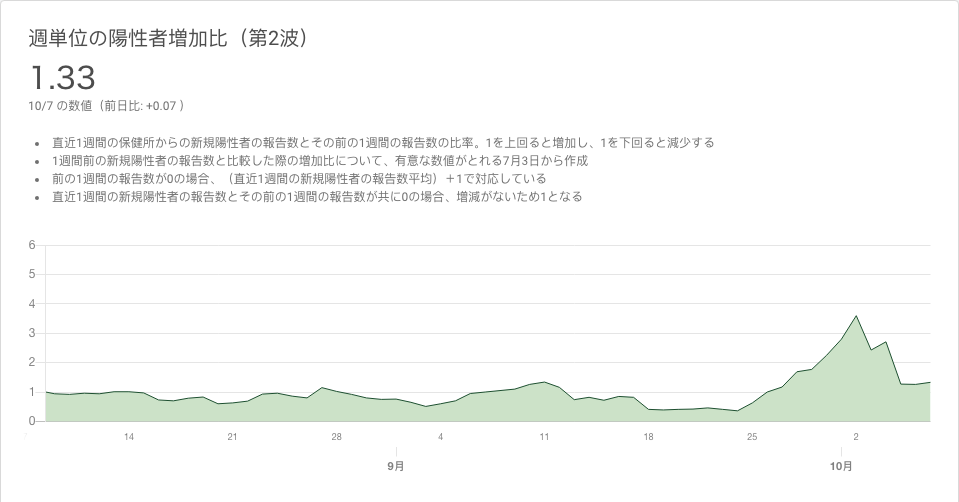 週単位の陽性者増加比（第2波）
1.33
10/7 の数値（前日比: +0.07 ）
• 直近1週間の保健所からの新規陽性者の報告数とその前の1週間の報告数の比率。1を上回ると増加し、1を下回ると減少する
• 1週間前の新規陽性者の報告数と比較した際の増加比について、有意な数値がとれる7月3日から作成
• 前の1週間の報告数が0の場合、（直近1週間の新規陽性者の報告数平均）＋1で対応している
• 直近1週間の新規陽性者の報告数とその前の1週間の報告数が共に0の場合、増減がないため1となる
6
5
4
3
2
1
0
14 21 28 4 11 18 25 2
9月 10月